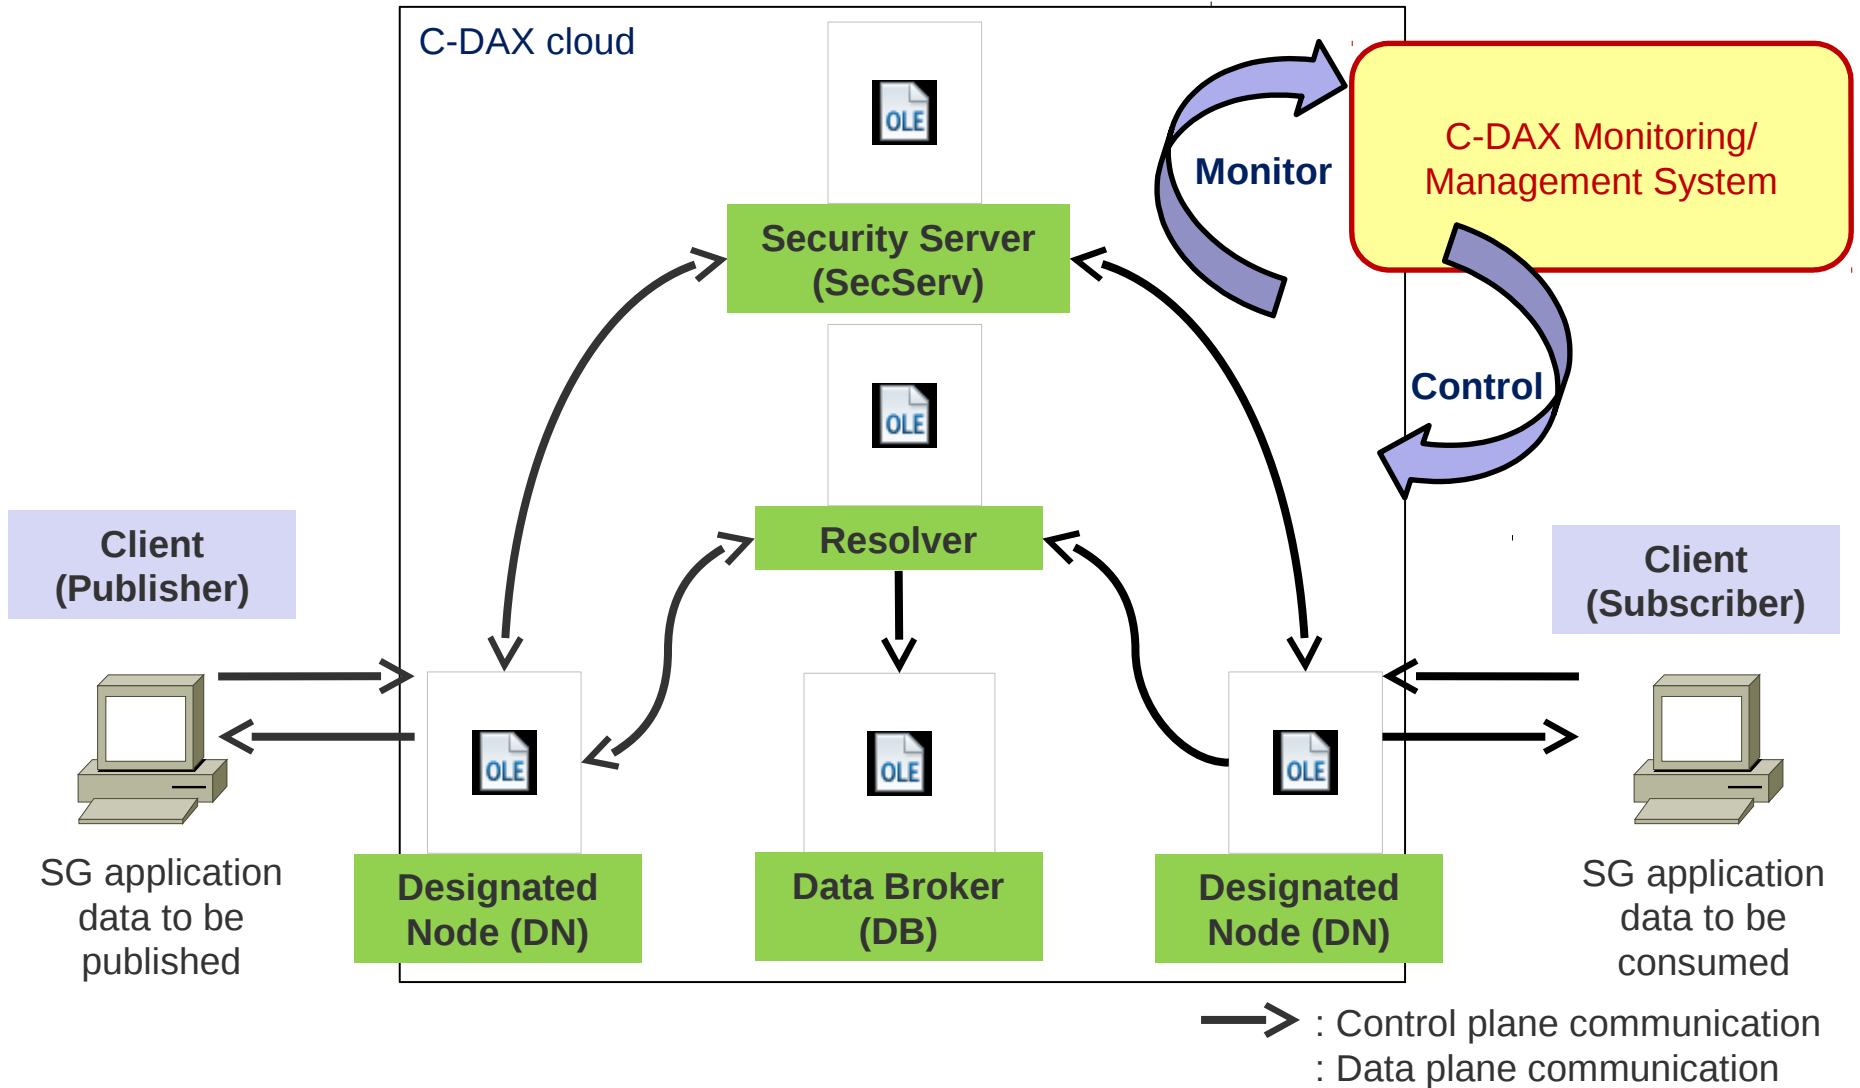 C-DAX cloud
OLE
C-DAX Monitoring/
Management System
Monitor
Security Server
(SecServ)
OLE
Control
Resolver
Client
(Publisher)
Client
(Subscriber)
OLE
OLE
OLE
SG application
data to be
published
Designated
Node (DN)
Data Broker
(DB)
Designated
Node (DN)
SG application
data to be
consumed
: Control plane communication
: Data plane communication